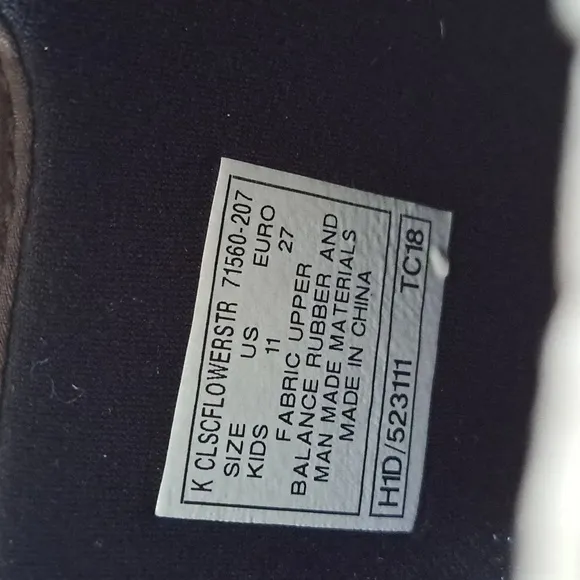 K CLSCFLOWERSTR 71560-207
SIZE US EURO
KIDS 11 27
FABRIC UPPER
BALANCE RUBBER AND
MAN MADE MATERIALS
MADE IN CHINA
H1D/523111 TC18